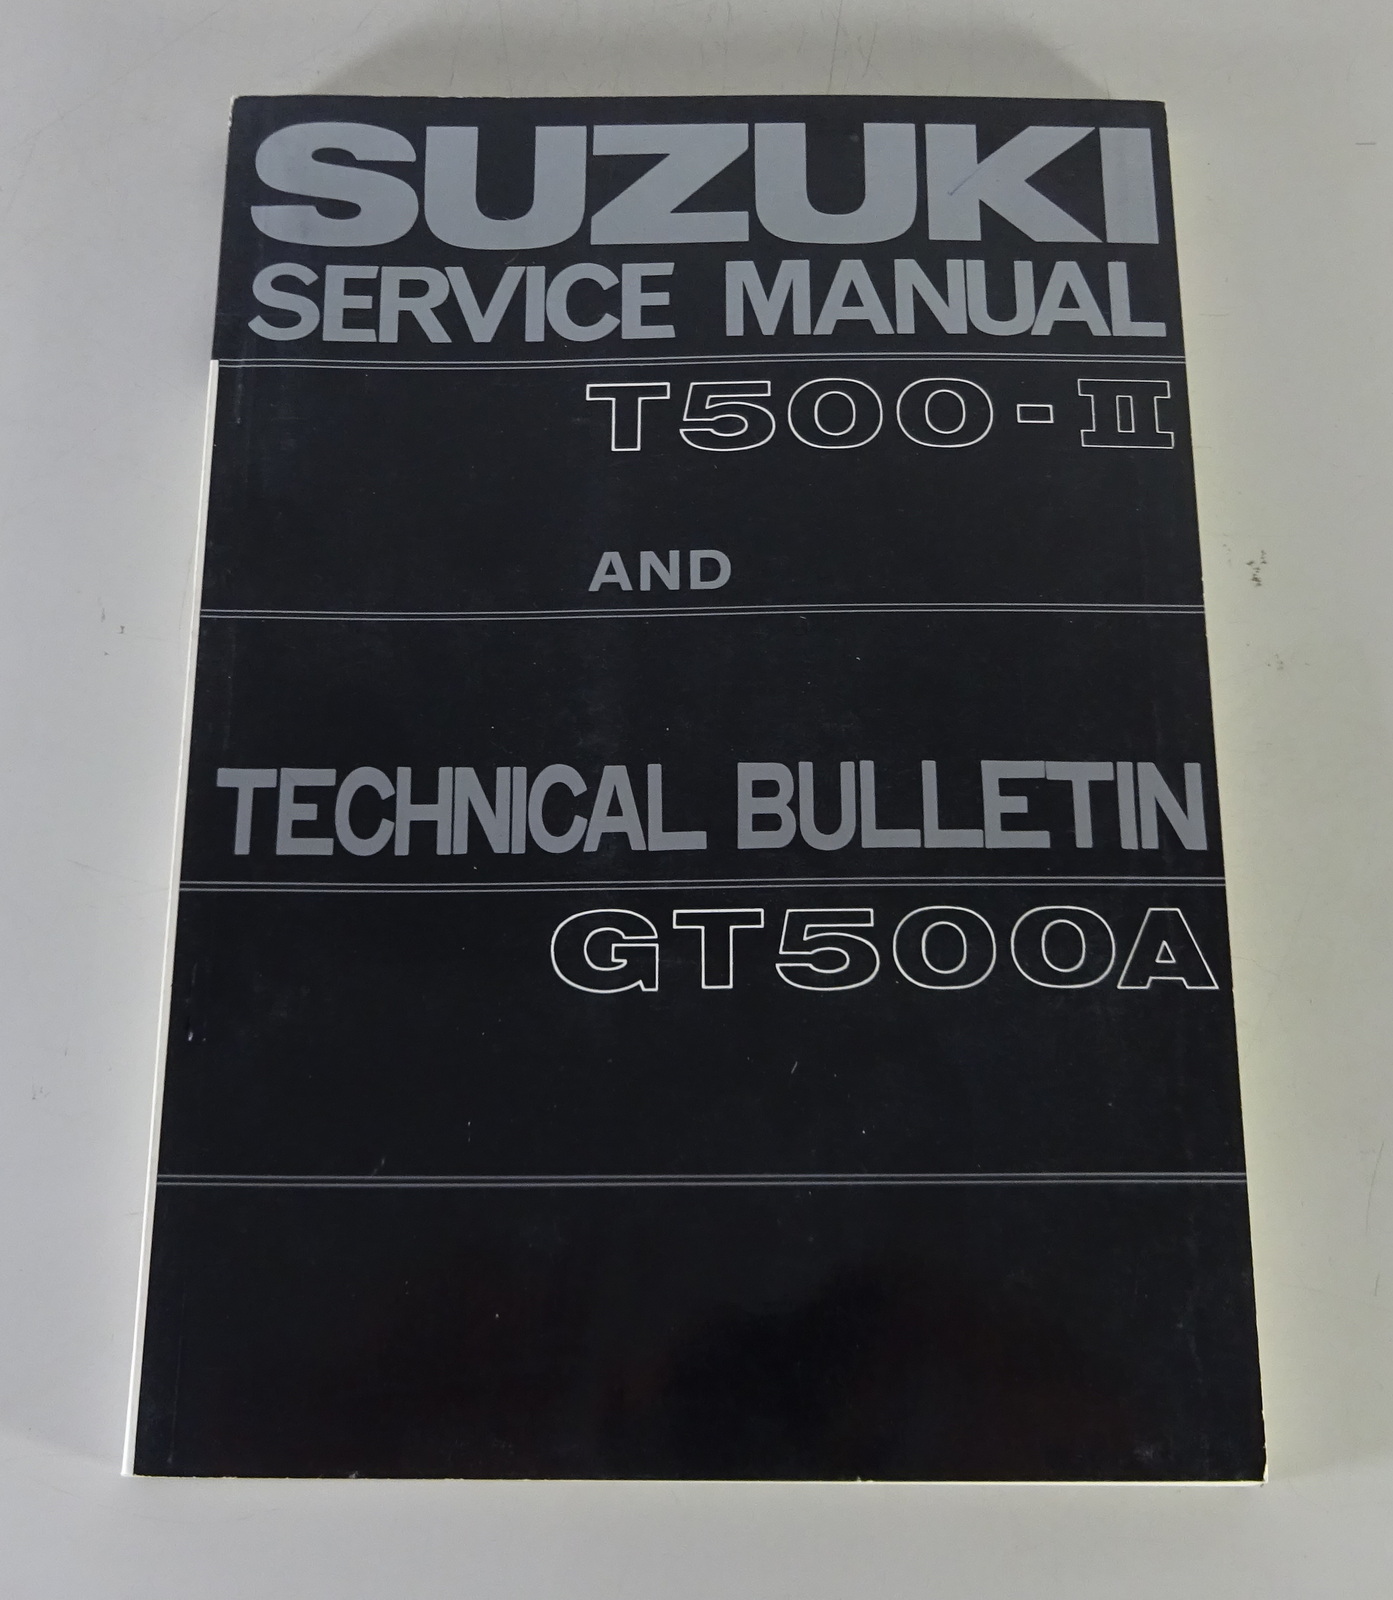 SUZUKI
SERVICE MANUAL
T500-II
AND
TECHNICAL BULLETIN
GT500A